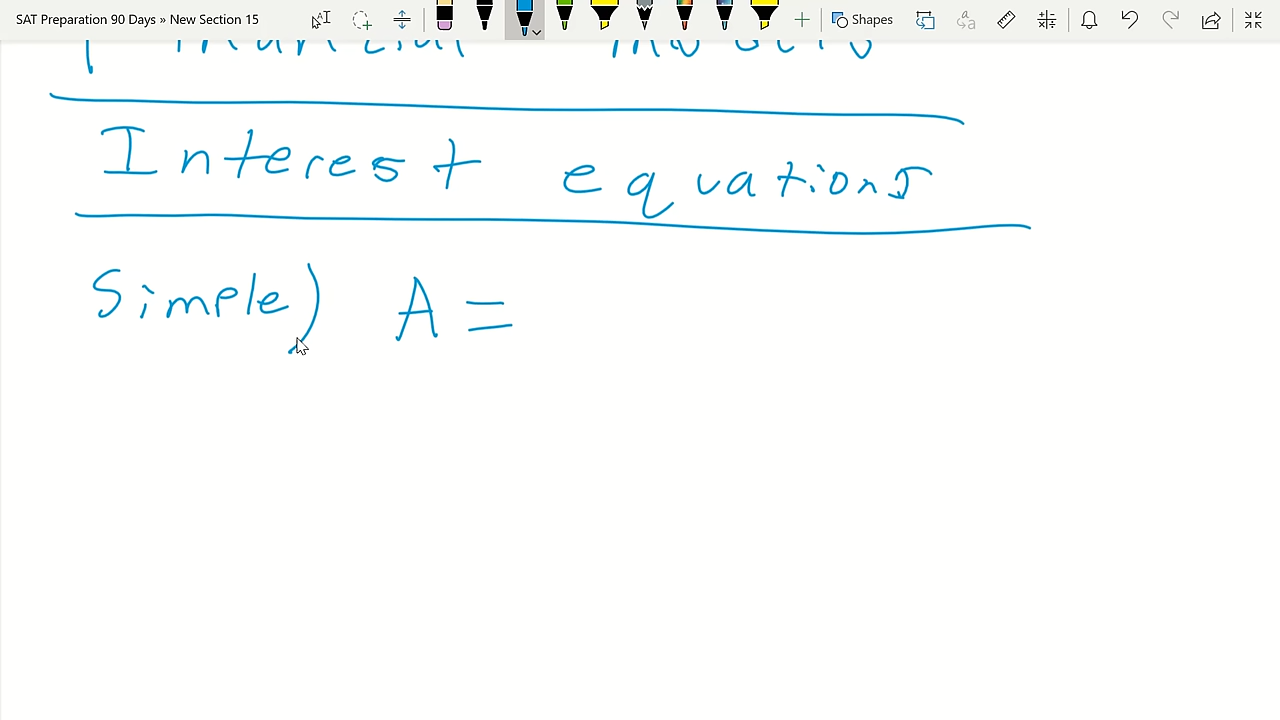 SAT Preparation 90 Days » New Section 15
Shapes
Interest equations
Simple) A =